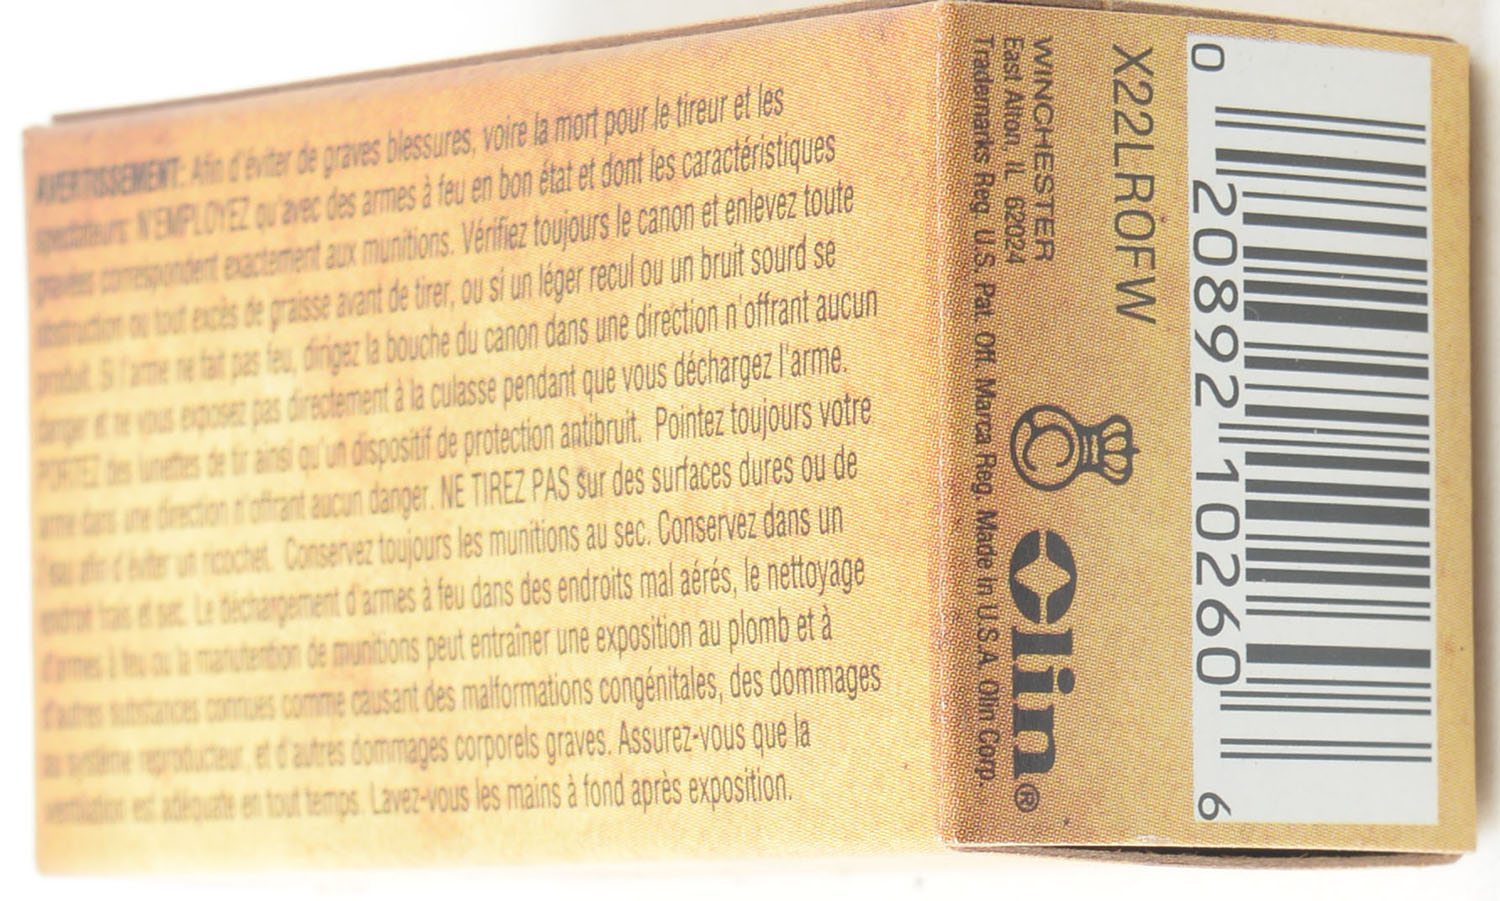 AVERTISSEMENT: Afin d'éviter de graves blessures, voire la mort pour le tireur et les
spectateurs: N'EMPLOYEZ qu'avec des armes à feu en bon état et dont les caractéristiques
gravées correspondent exactement aux munitions. Vérifiez toujours le canon et enlevez toute
obstruction ou tout excès de graisse avant de tirer, ou si un léger recul ou un bruit sourd se
produit. Si l'arme ne fait pas feu, dirigez la bouche du canon dans une direction n'offrant aucun
danger et ne vous exposez pas directement à la culasse pendant que vous déchargez l'arme.
PORTEZ des lunettes de tir ainsi qu'un dispositif de protection antibruit. Pointez toujours votre
arme dans une direction n'offrant aucun danger. NE TIREZ PAS sur des surfaces dures ou de
l'eau afin d'éviter un ricochet. Conservez toujours les munitions au sec. Conservez dans un
endroit frais et sec. Le déchargement d'armes à feu dans des endroits mal aérés, le nettoyage
d'armes à feu ou la manutention de munitions peut entraîner une exposition au plomb et à
d'autres substances connues comme causant des malformations congénitales, des dommages
au système reproducteur, et d'autres dommages corporels graves. Assurez-vous que la
ventilation est adéquate en tout temps. Lavez-vous les mains à fond après exposition.
X22LROFW
WINCHESTER
East Alton, IL 62024
Trademarks Reg. U.S. Pat. Off. Marca Reg. Made in U.S.A. Olin Corp.
Olin®
0 20892 10260 6